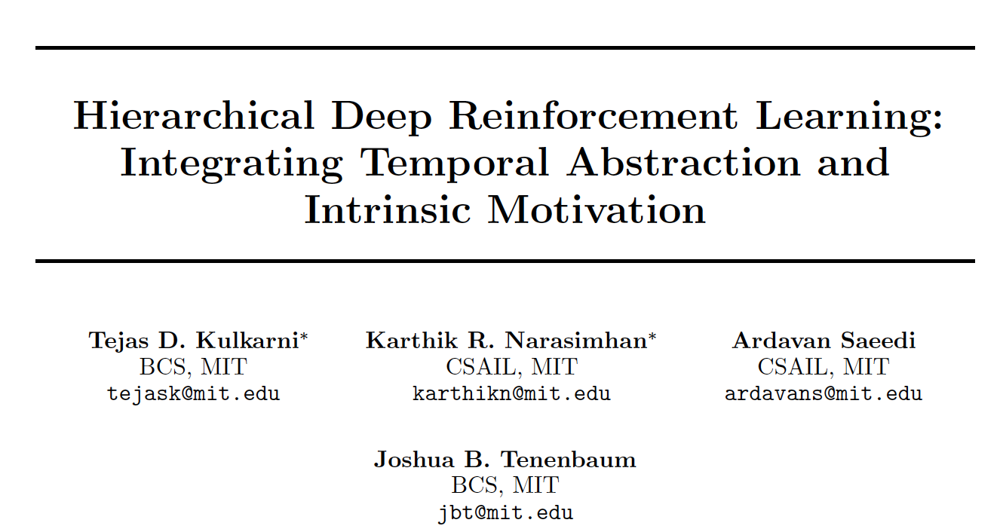 Hierarchical Deep Reinforcement Learning:
Integrating Temporal Abstraction and
Intrinsic Motivation
Tejas D. Kulkarni*
BCS, MIT
tejask@mit.edu
Karthik R. Narasimhan*
CSAIL, MIT
karthikn@mit.edu
Ardavan Saeedi
CSAIL, MIT
ardavans@mit.edu
Joshua B. Tenenbaum
BCS, MIT
jbt@mit.edu